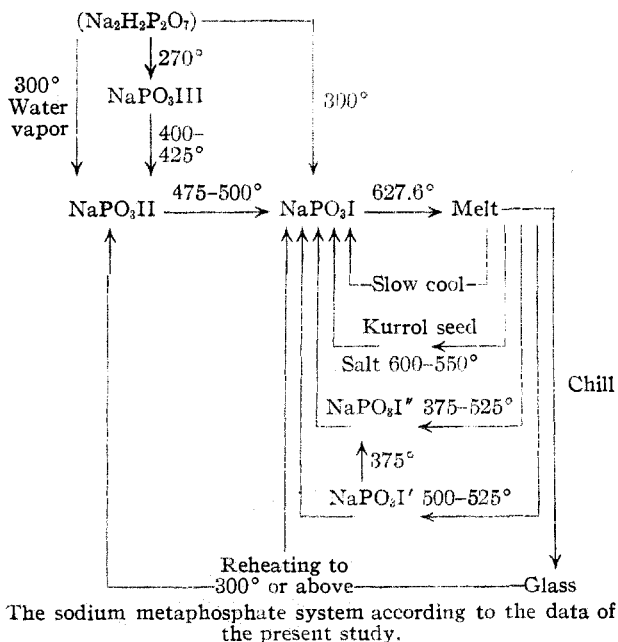 (Na₂H₂P₂O₇)
270°
300°
Water
vapor
NaPO₃III
300°
400–
425°
NaPO₃II 475–500° NaPO₃I 627.6° Melt
Slow cool
Kurrol seed
Salt 600–550°
Chill
NaPO₃I″ 375–525°
375°
NaPO₃I′ 500–525°
Reheating to
300° or above
Glass
The sodium metaphosphate system according to the data of
the present study.